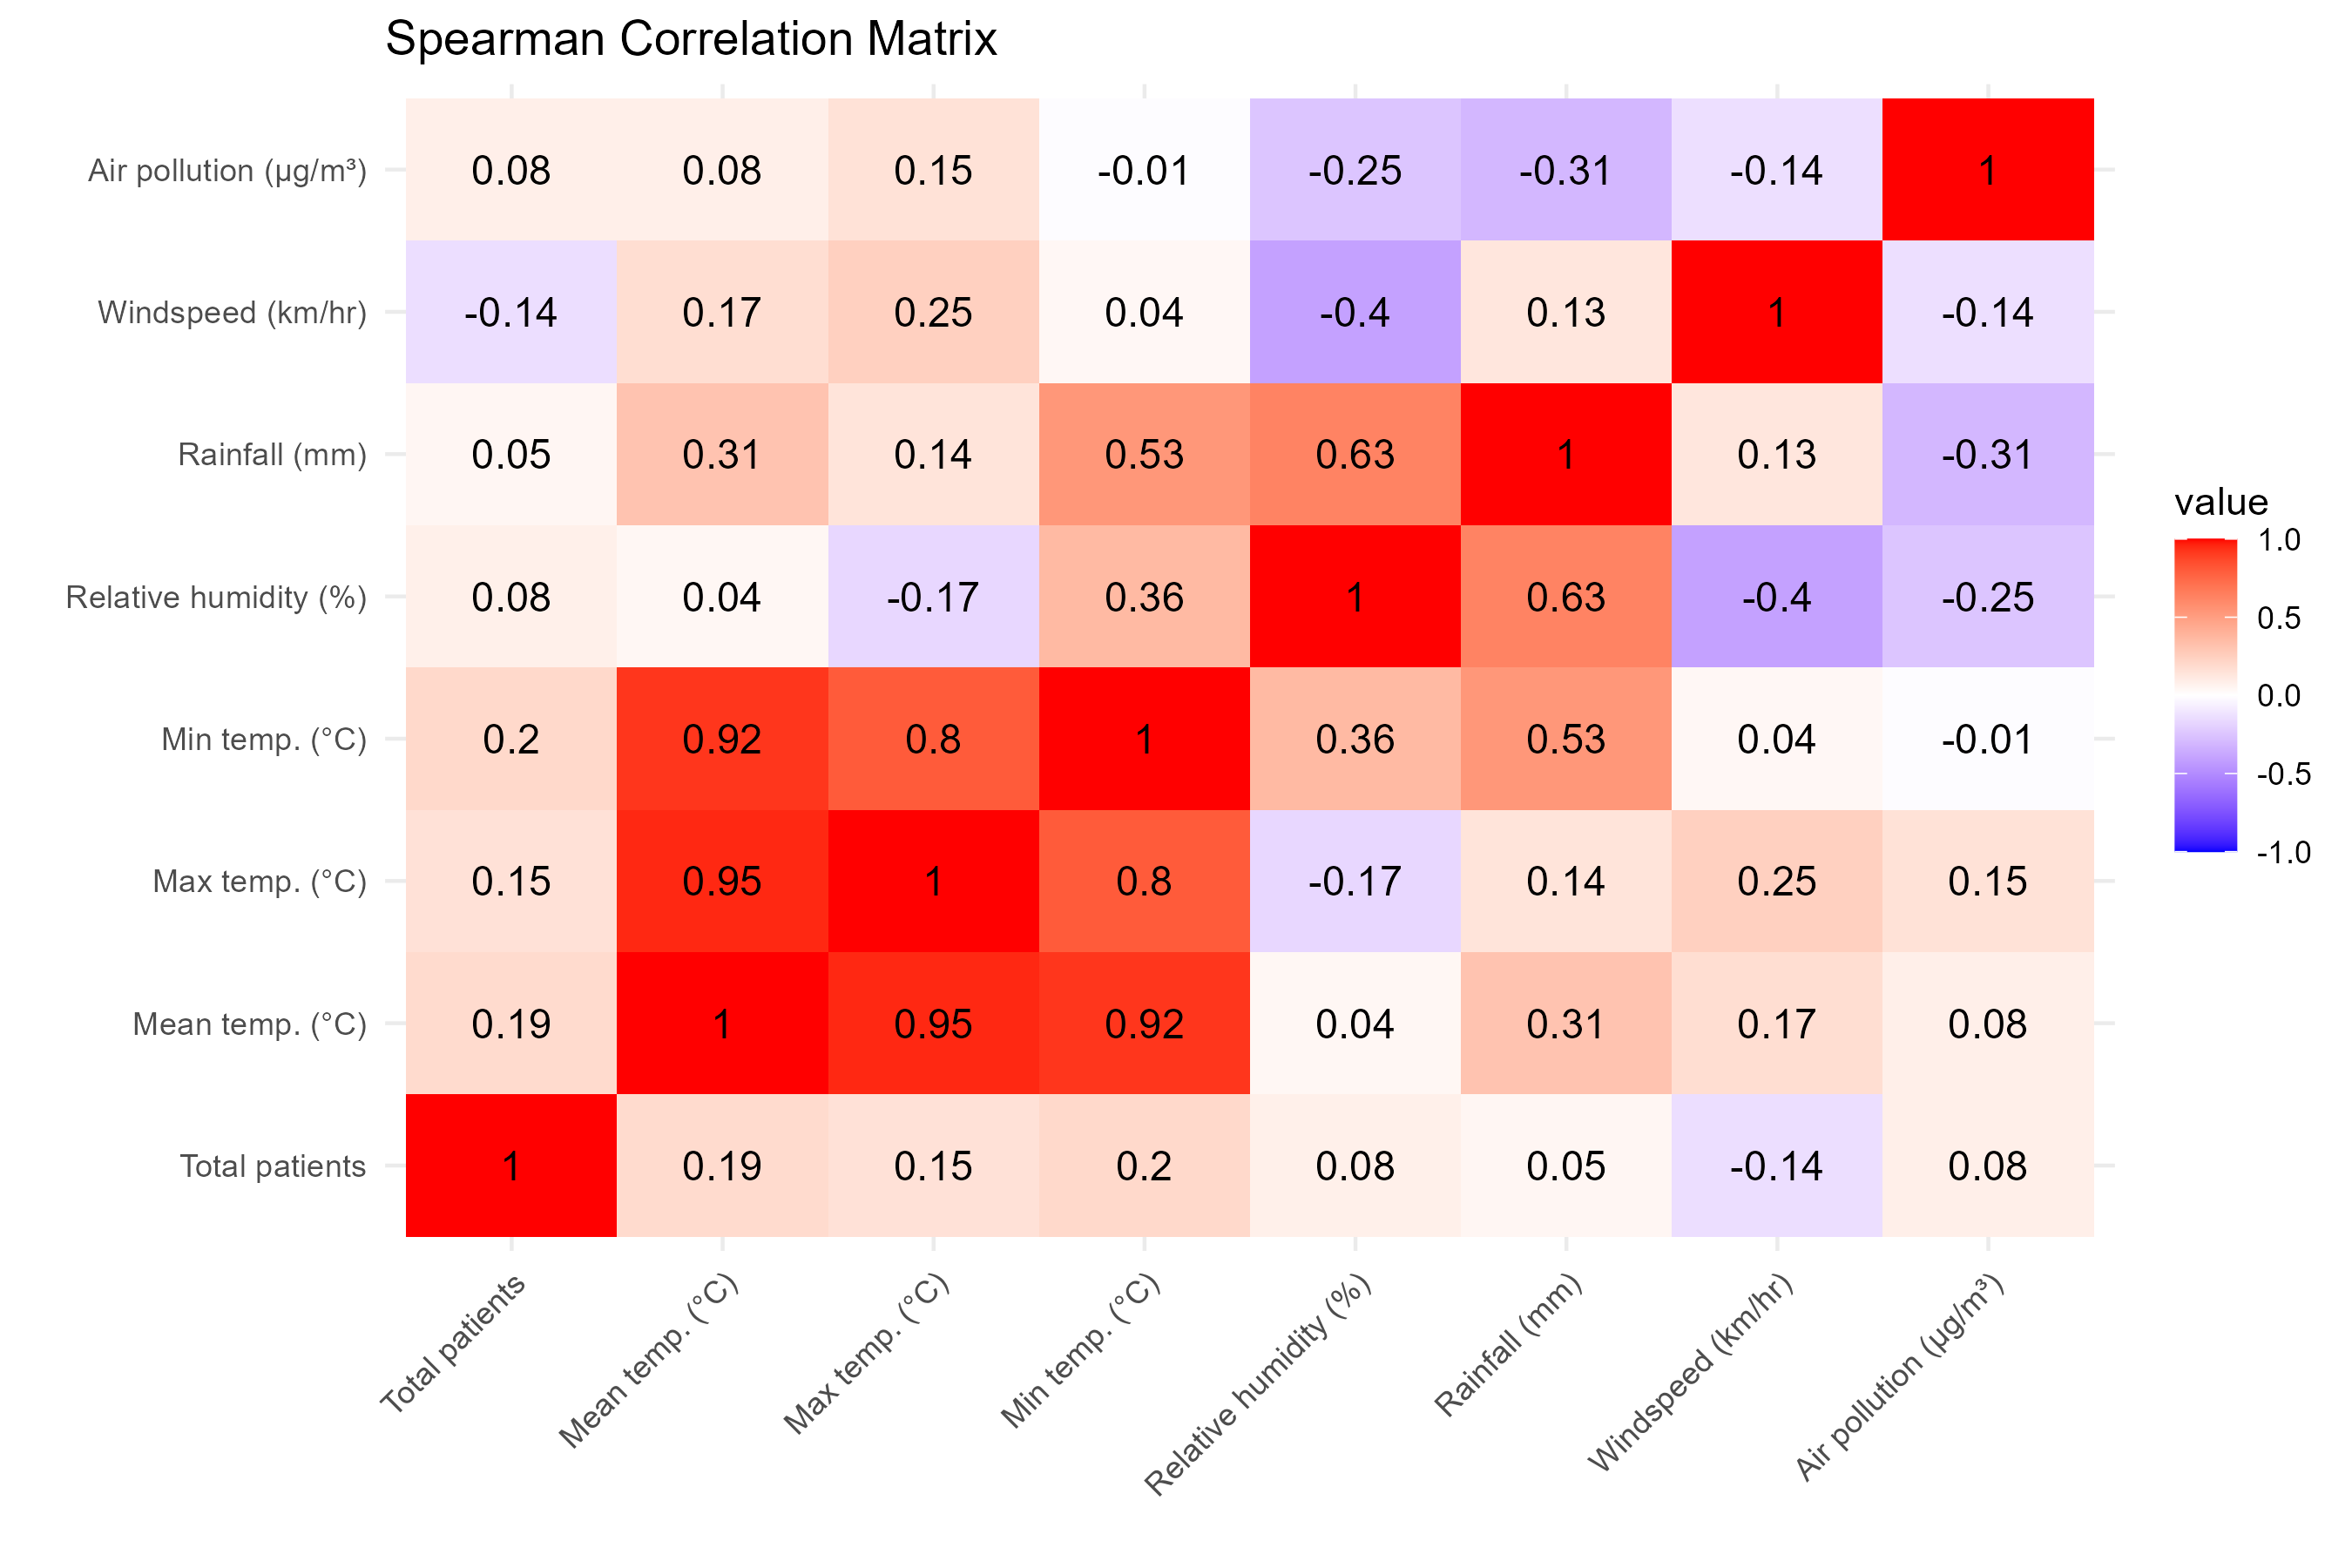 Spearman Correlation Matrix
Air pollution (µg/m³) 0.08 0.08 0.15 -0.01 -0.25 -0.31 -0.14 1
Windspeed (km/hr) -0.14 0.17 0.25 0.04 -0.4 0.13 1 -0.14
Rainfall (mm) 0.05 0.31 0.14 0.53 0.63 1 0.13 -0.31
Relative humidity (%) 0.08 0.04 -0.17 0.36 1 0.63 -0.4 -0.25
Min temp. (°C) 0.2 0.92 0.8 1 0.36 0.53 0.04 -0.01
Max temp. (°C) 0.15 0.95 1 0.8 -0.17 0.14 0.25 0.15
Mean temp. (°C) 0.19 1 0.95 0.92 0.04 0.31 0.17 0.08
Total patients 1 0.19 0.15 0.2 0.08 0.05 -0.14 0.08
Total patients
Mean temp. (°C)
Max temp. (°C)
Min temp. (°C)
Relative humidity (%)
Rainfall (mm)
Windspeed (km/hr)
Air pollution (µg/m³)
value
1.0
0.5
0.0
-0.5
-1.0